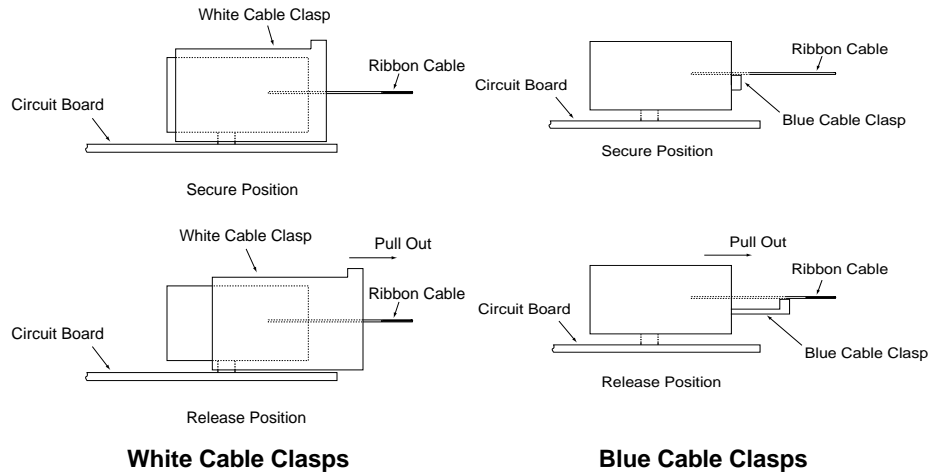 White Cable Clasp
Ribbon Cable
Circuit Board
Secure Position
White Cable Clasp
Pull Out
Ribbon Cable
Circuit Board
Release Position
White Cable Clasps
Ribbon Cable
Circuit Board
Blue Cable Clasp
Secure Position
Pull Out
Ribbon Cable
Circuit Board
Blue Cable Clasp
Release Position
Blue Cable Clasps